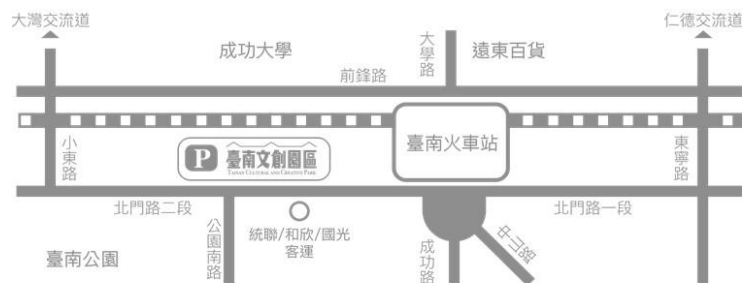 大灣交流道
仁德交流道
成功大學
大學路
遠東百貨
前鋒路
小東路
P
臺南文創園區
TAINAN CULTURAL AND CREATIVE PARK
臺南火車站
東寧路
北門路二段
北門路一段
公園南路
統聯/和欣/國光
客運
中山路
成功路
臺南公園